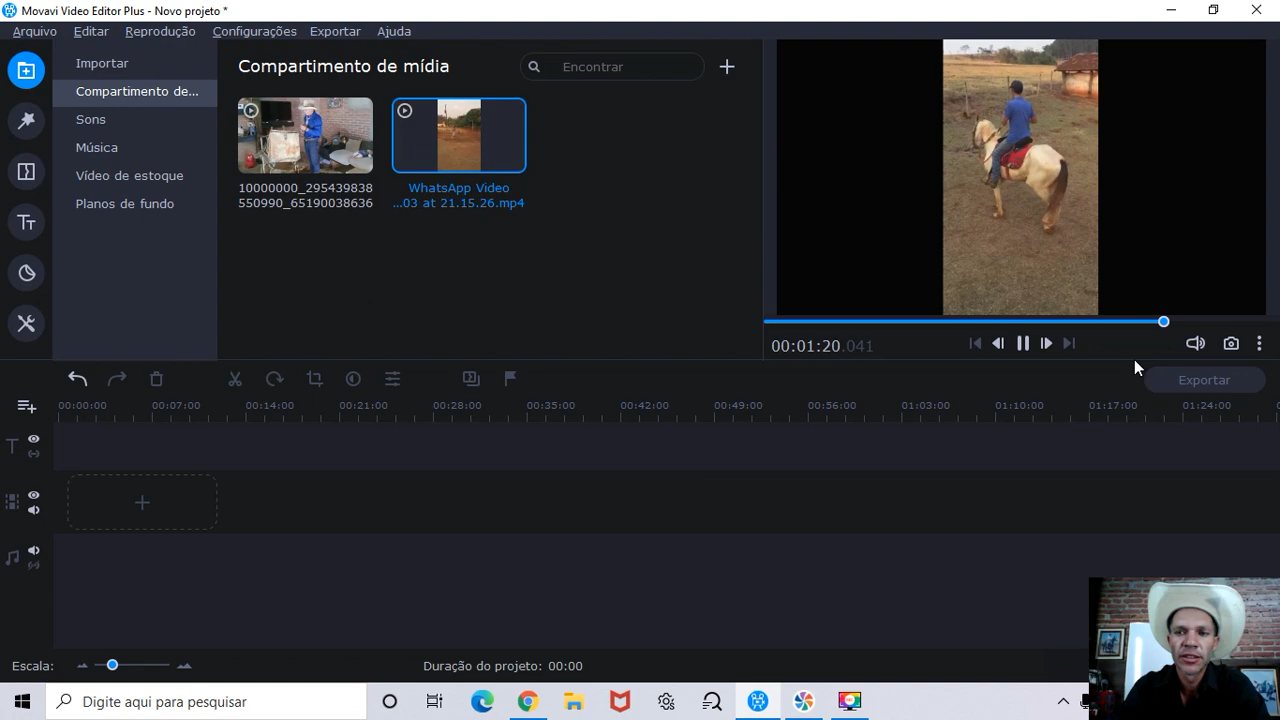 Movavi Video Editor Plus - Novo projeto *
Arquivo Editar Reprodução Configurações Exportar Ajuda
Importar
Compartimento de...
Sons
Música
Vídeo de estoque
Planos de fundo
Compartimento de mídia
Encontrar
10000000_295439838
550990_65190038636
WhatsApp Video
...03 at 21.15.26.mp4
00:01:20.041
Exportar
00:00:00 00:07:00 00:14:00 00:21:00 00:28:00 00:35:00 00:42:00 00:49:00 00:56:00 01:03:00 01:10:00 01:17:00 01:24:00
Escala:
Duração do projeto: 00:00
Digite aqui para pesquisar